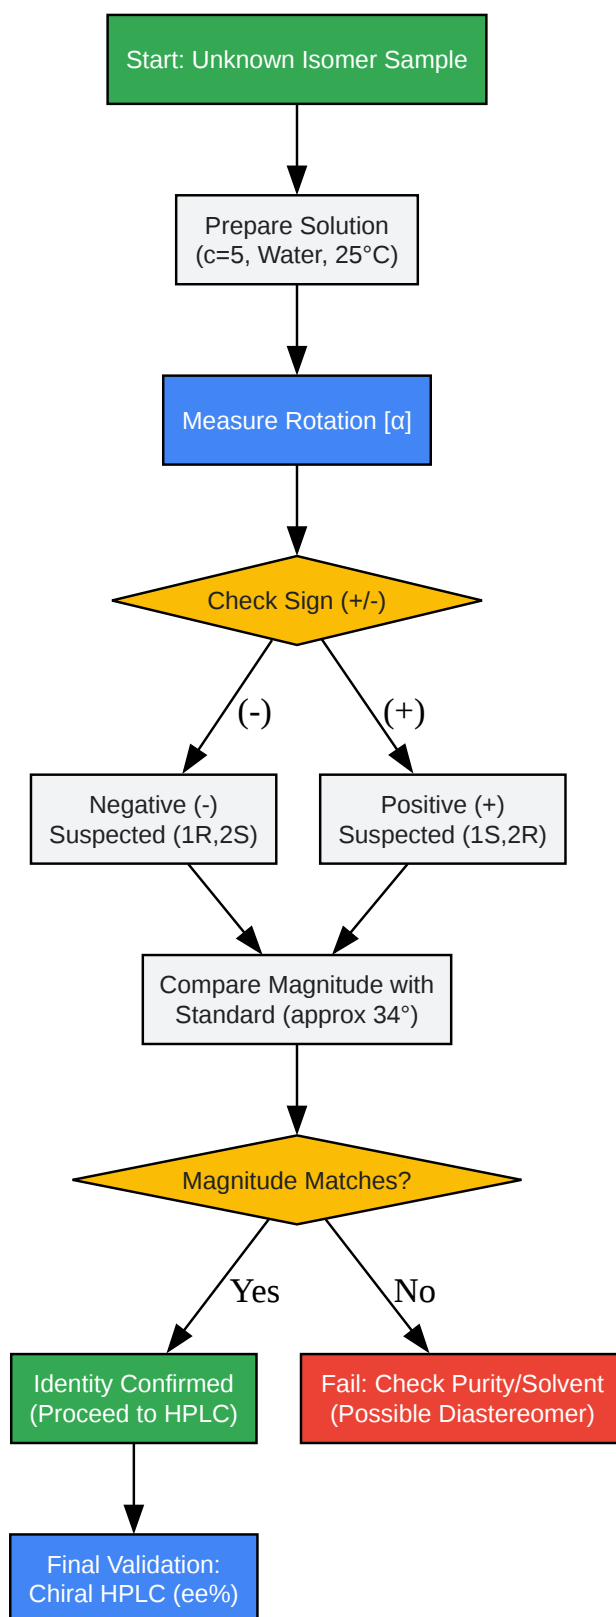 Start: Unknown Isomer Sample
Prepare Solution
(c=5, Water, 25°C)
Measure Rotation [α]
Check Sign (+/-)
(-)
(+)
Negative (-)
Suspected (1R,2S)
Positive (+)
Suspected (1S,2R)
Compare Magnitude with
Standard (approx 34°)
Magnitude Matches?
Yes
No
Identity Confirmed
(Proceed to HPLC)
Fail: Check Purity/Solvent
(Possible Diastereomer)
Final Validation:
Chiral HPLC (ee%)